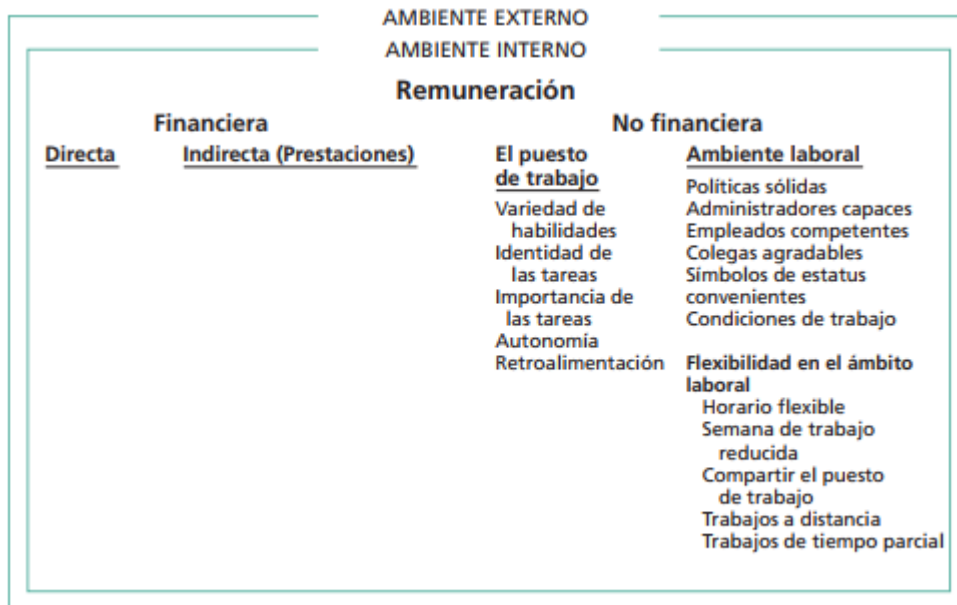 AMBIENTE EXTERNO
AMBIENTE INTERNO
Remuneración
Financiera
No financiera
Directa
Indirecta (Prestaciones)
El puesto
de trabajo
Variedad de
habilidades
Identidad de
las tareas
Importancia de
las tareas
Autonomía
Retroalimentación
Ambiente laboral
Políticas sólidas
Administradores capaces
Empleados competentes
Colegas agradables
Símbolos de estatus
convenientes
Condiciones de trabajo
Flexibilidad en el ámbito
laboral
Horario flexible
Semana de trabajo
reducida
Compartir el puesto
de trabajo
Trabajos a distancia
Trabajos de tiempo parcial